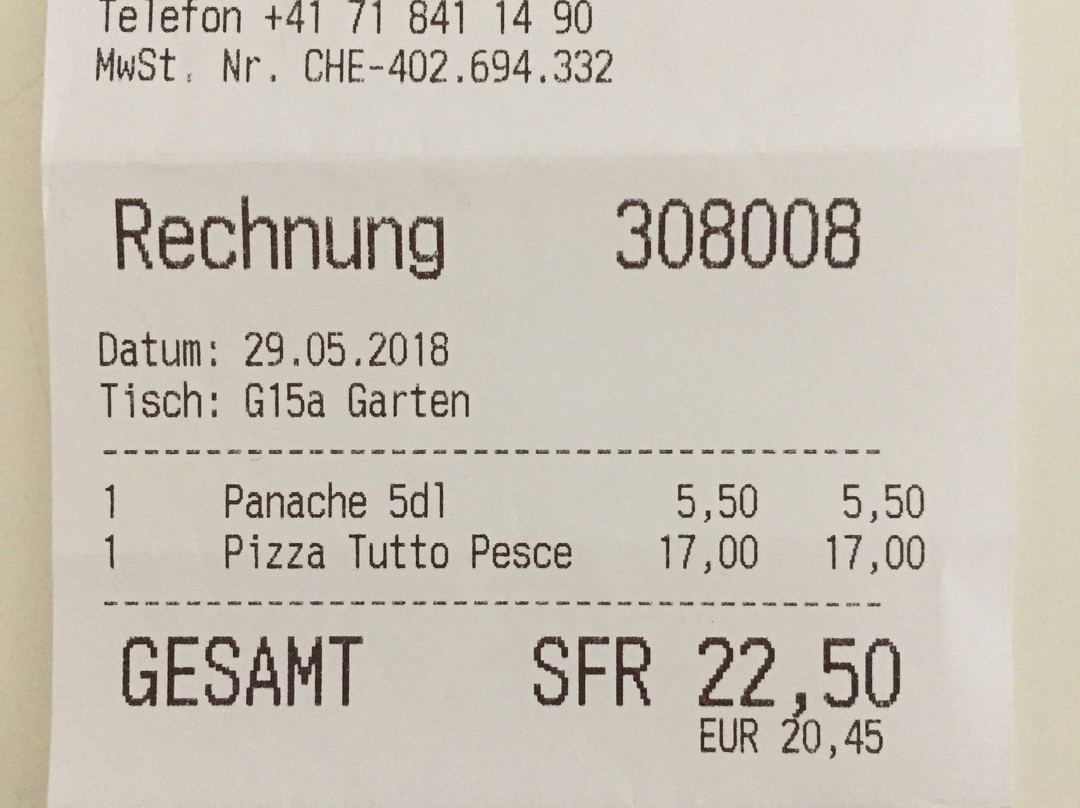 Telefon +41 71 841 14 90
MwSt. Nr. CHE-402.694.332
Rechnung 308008
Datum: 29.05.2018
Tisch: G15a Garten
--------------------------------------
1 Panache 5dl 5,50 5,50
1 Pizza Tutto Pesce 17,00 17,00
--------------------------------------
GESAMT SFR 22,50
EUR 20,45